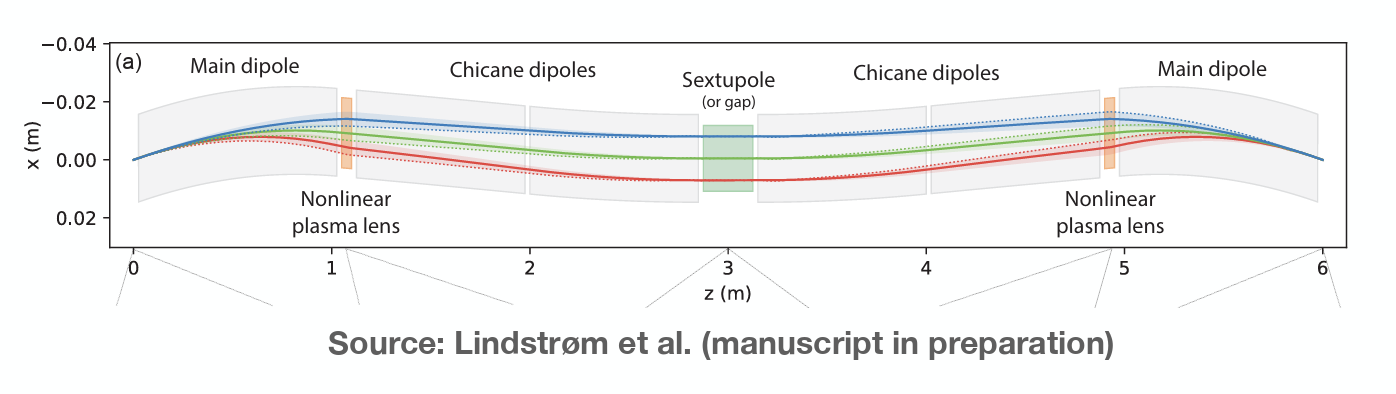 (a)
Main dipole
Chicane dipoles
Sextupole
(or gap)
Chicane dipoles
Main dipole
−0.04
−0.02
0.00
0.02
x (m)
Nonlinear
plasma lens
Nonlinear
plasma lens
0 1 2 3 4 5 6
z (m)
Source: Lindstrøm et al. (manuscript in preparation)